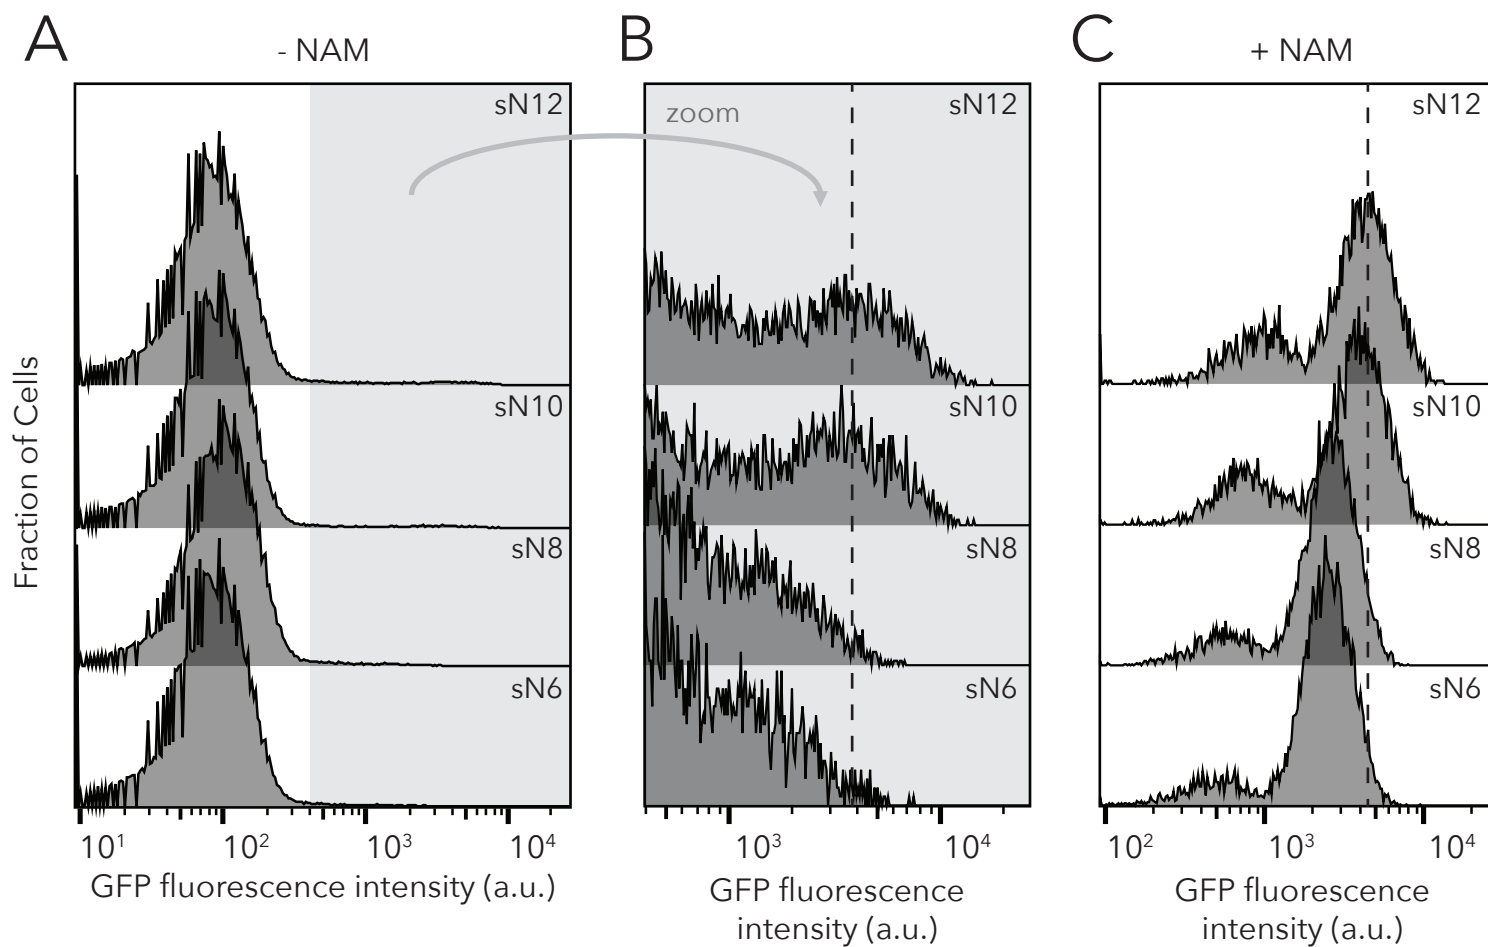 A
- NAM
B
C
+ NAM
sN12
zoom
sN12
sN12
sN10
sN10
sN10
sN8
sN8
sN8
sN6
sN6
sN6
Fraction of Cells
10¹ 10² 10³ 10⁴
10³ 10⁴
10² 10³ 10⁴
GFP fluorescence intensity (a.u.)
GFP fluorescence
intensity (a.u.)
GFP fluorescence
intensity (a.u.)